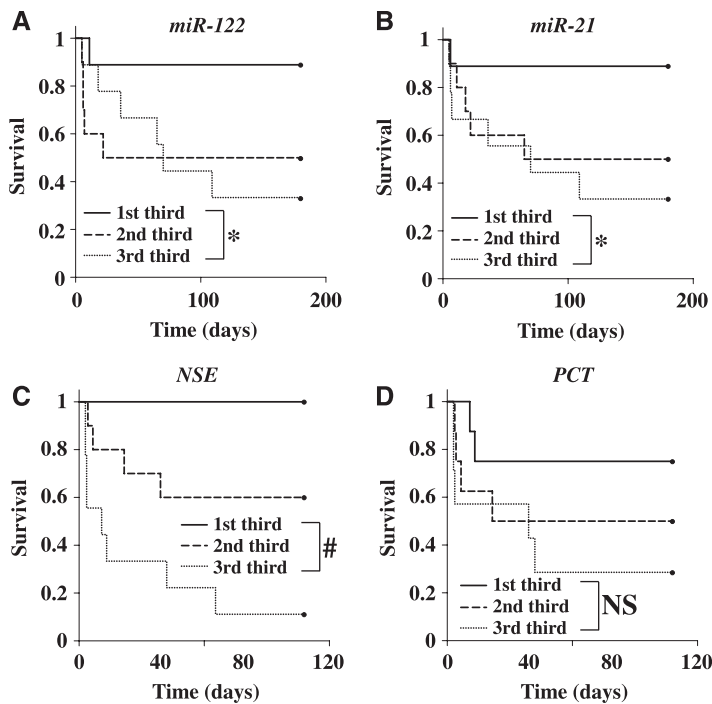 A
miR-122
1
0.8
0.6
0.4
0.2
0
Survival
1st third
2nd third
3rd third
*
0
100
200
Time (days)
B
miR-21
1
0.8
0.6
0.4
0.2
0
Survival
1st third
2nd third
3rd third
*
0
100
200
Time (days)
C
NSE
1
0.8
0.6
0.4
0.2
0
Survival
1st third
2nd third
3rd third
#
0
40
80
120
Time (days)
D
PCT
1
0.8
0.6
0.4
0.2
0
Survival
1st third
2nd third
3rd third
NS
0
40
80
120
Time (days)